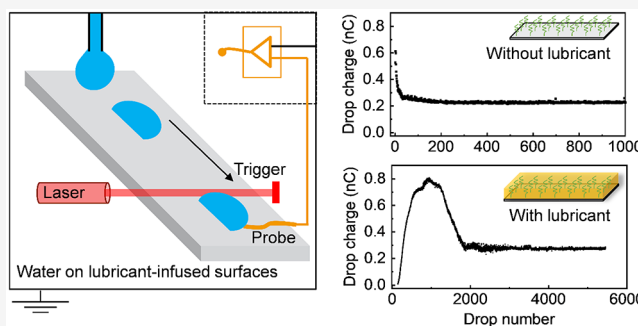 Laser
Trigger
Probe
Water on lubricant-infused surfaces
Drop charge (nC)
0.8
0.6
0.4
0.2
0.0
0 200 400 600 800 1000
Without lubricant
Drop charge (nC)
0.8
0.6
0.4
0.2
0.0
0 2000 4000 6000
With lubricant
Drop number